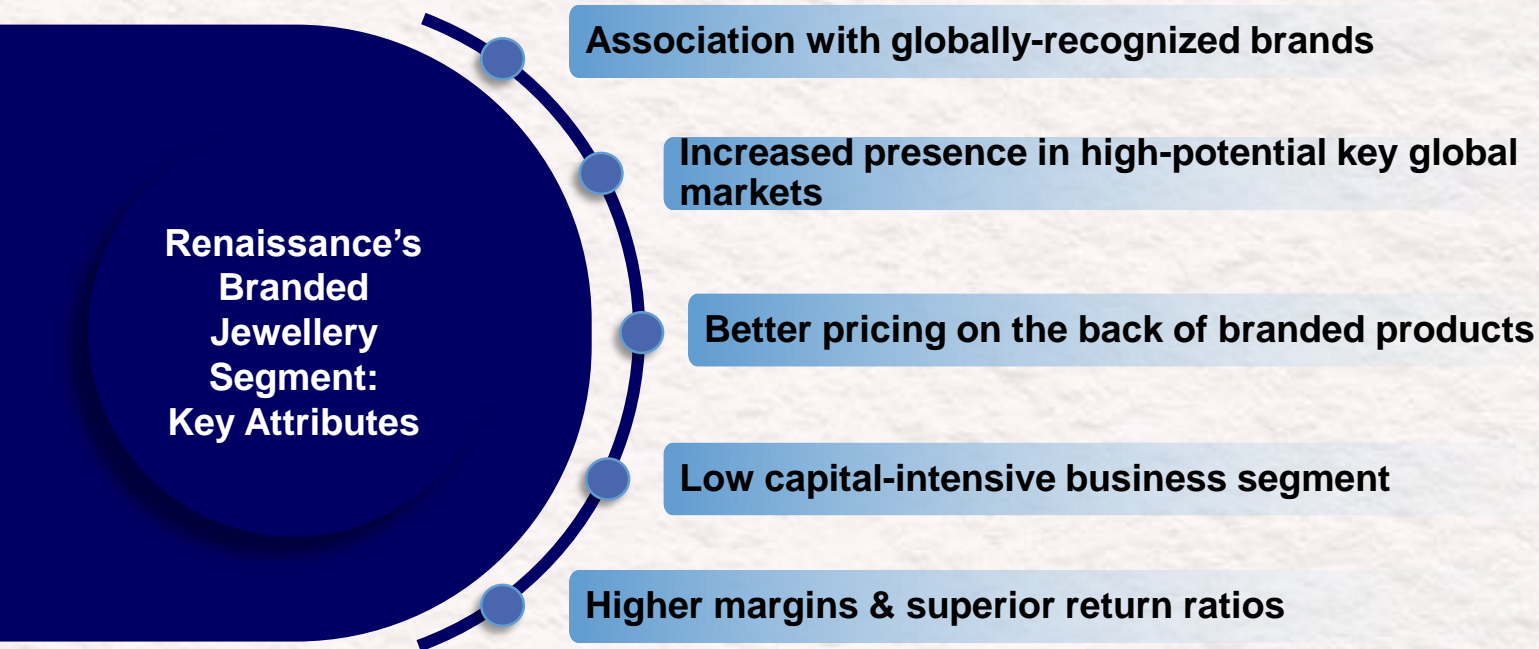 Renaissance’s
Branded
Jewellery
Segment:
Key Attributes
Association with globally-recognized brands
Increased presence in high-potential key global
markets
Better pricing on the back of branded products
Low capital-intensive business segment
Higher margins & superior return ratios